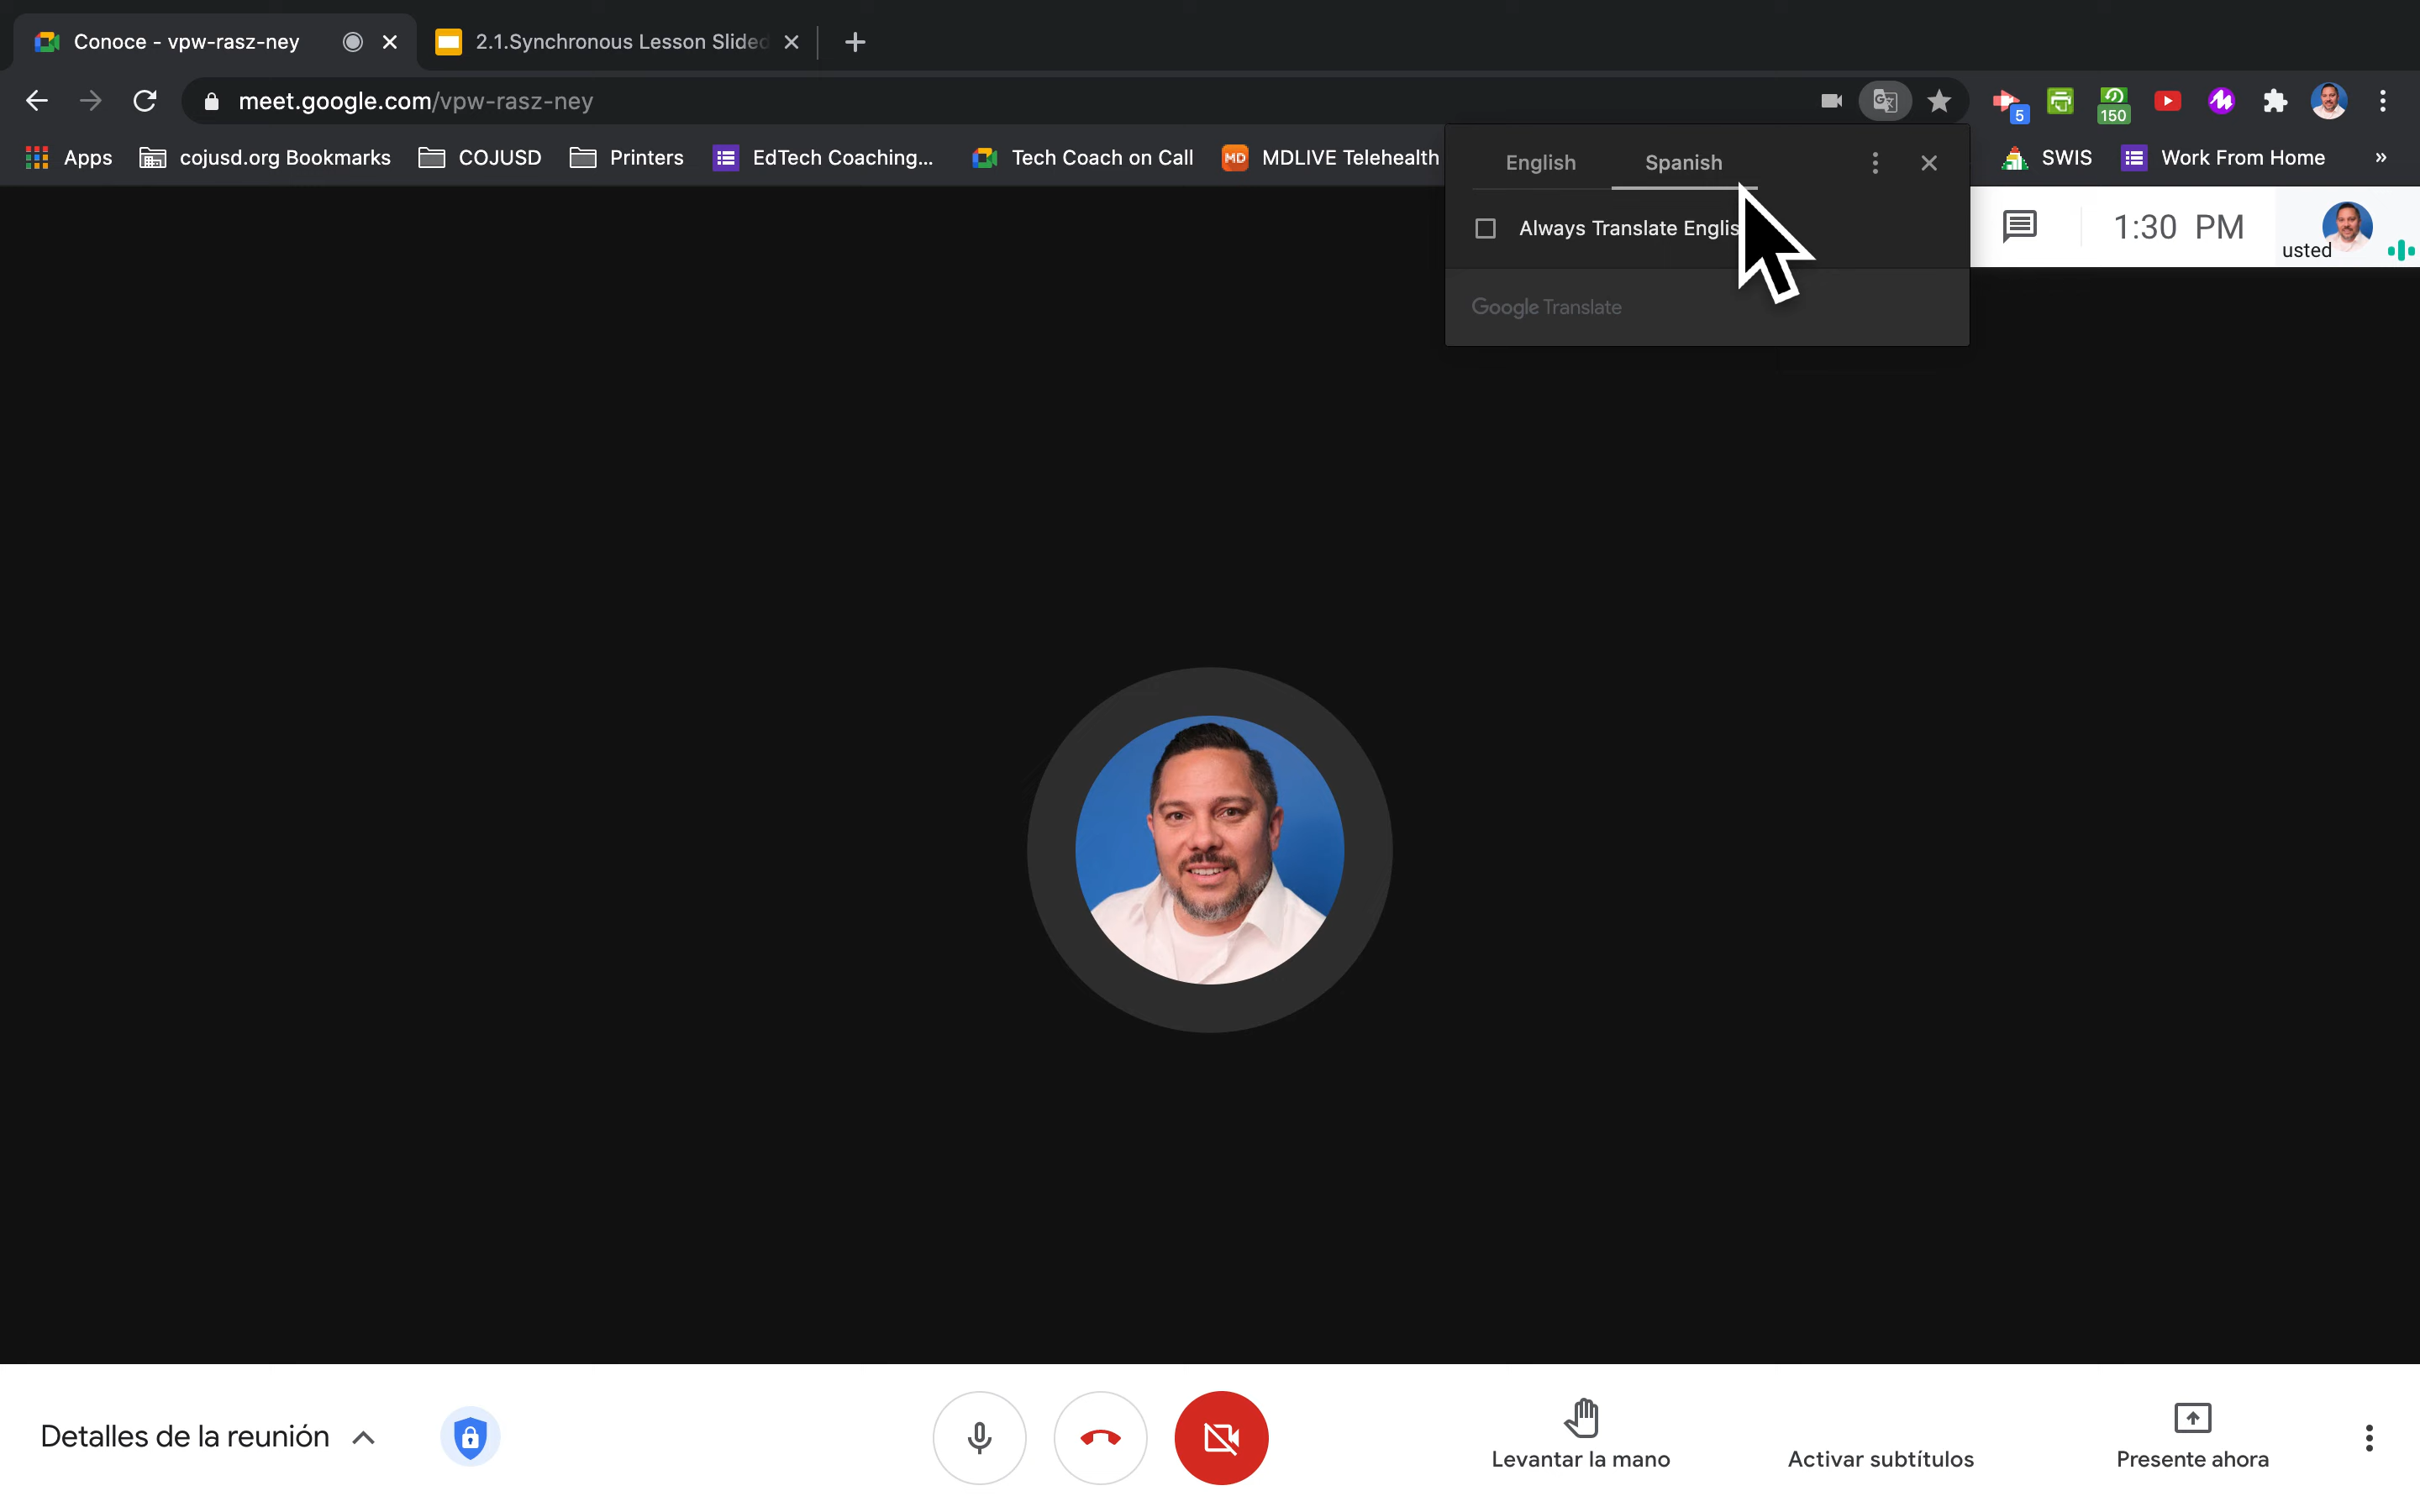 Conoce - vpw-rasz-ney
2.1.Synchronous Lesson Slided
meet.google.com/vpw-rasz-ney
5
150
Apps
cojusd.org Bookmarks
COJUSD
Printers
EdTech Coaching...
Tech Coach on Call
MD
MDLIVE Telehealth
SWIS
Work From Home
»
English
Spanish
Always Translate Englis
Google Translate
1:30 PM
usted
Detalles de la reunión
Levantar la mano
Activar subtítulos
Presente ahora